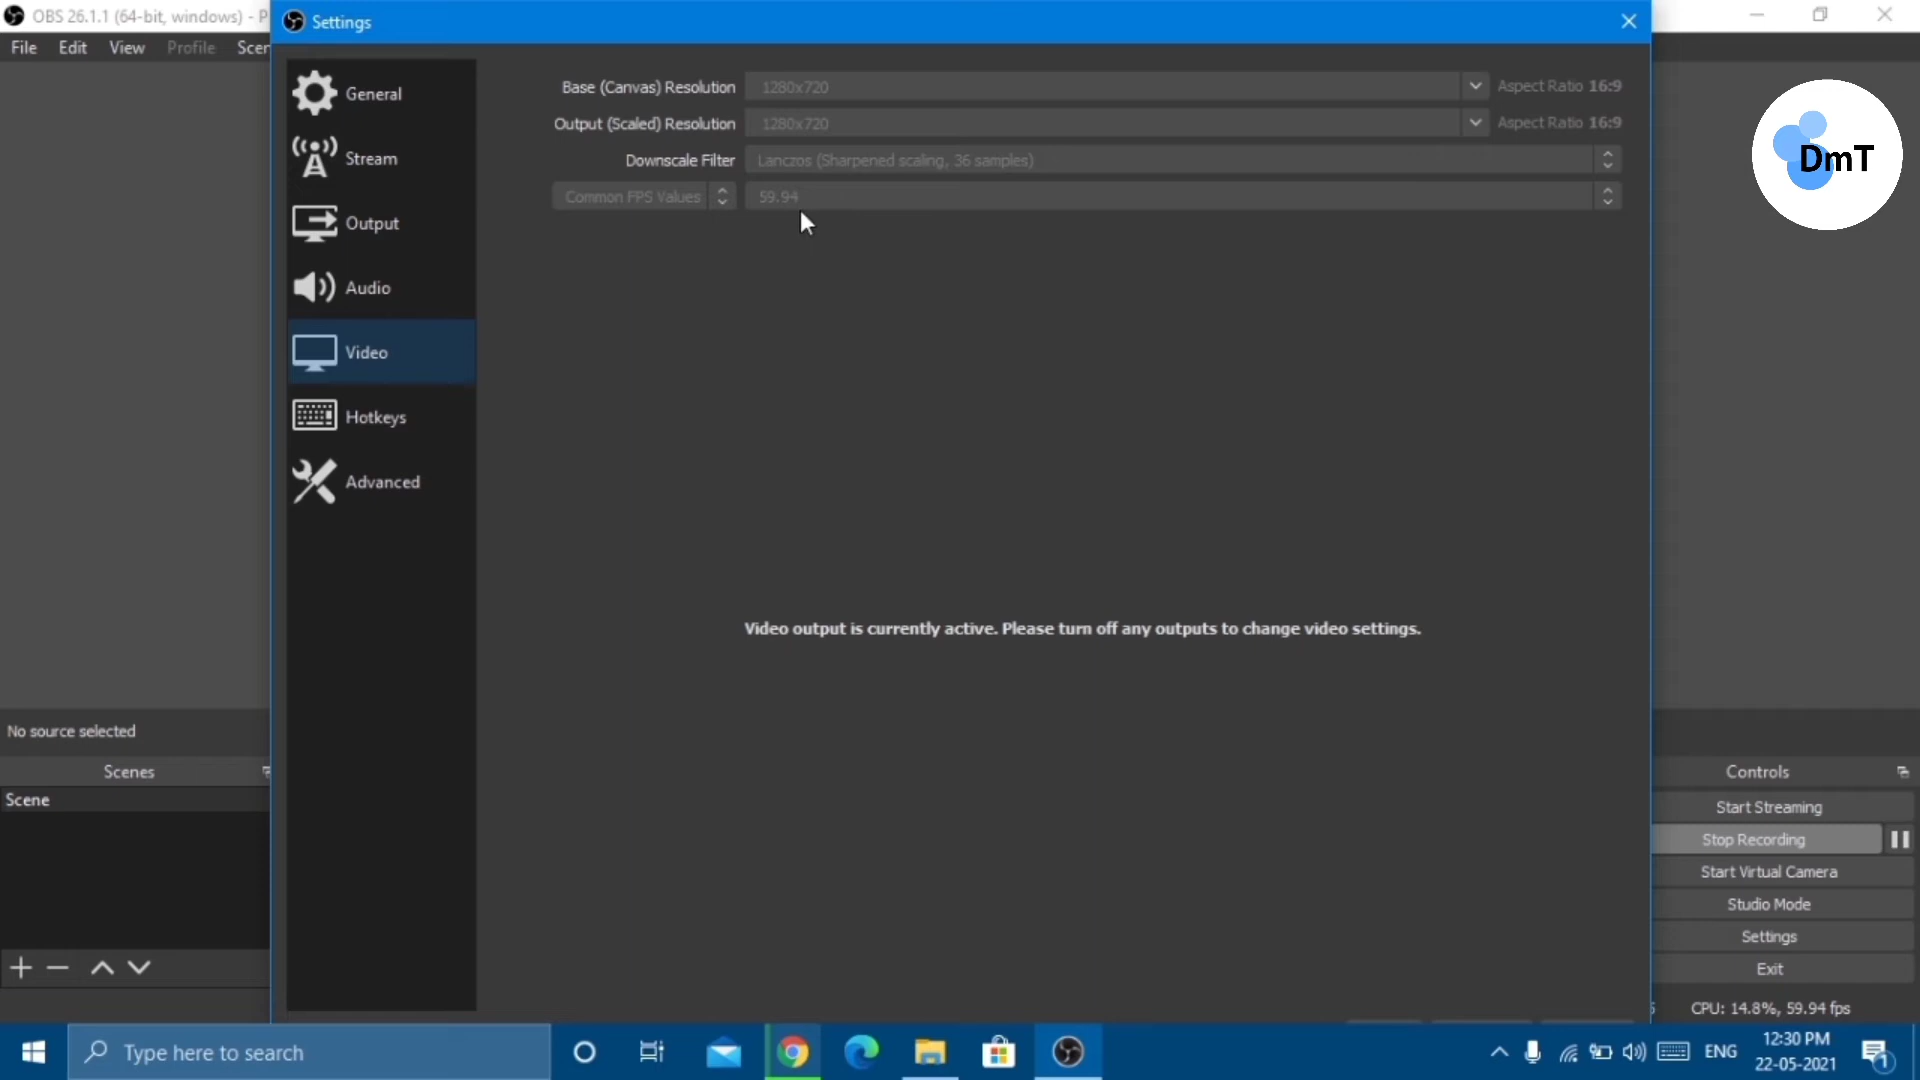 OBS 26.1.1 (64-bit, windows) - P
Settings
File Edit View Profile Scen
General
Stream
Output
Audio
Video
Hotkeys
Advanced
Base (Canvas) Resolution 1280x720 Aspect Ratio 16:9
Output (Scaled) Resolution 1280x720 Aspect Ratio 16:9
Downscale Filter Lanczos (Sharpened scaling, 36 samples)
Common FPS Values 59.94
DmT
Video output is currently active. Please turn off any outputs to change video settings.
No source selected
Scenes
Scene
Controls
Start Streaming
Stop Recording
Start Virtual Camera
Studio Mode
Settings
Exit
CPU: 14.8%, 59.94 fps
Type here to search
ENG
12:30 PM
22-05-2021
1